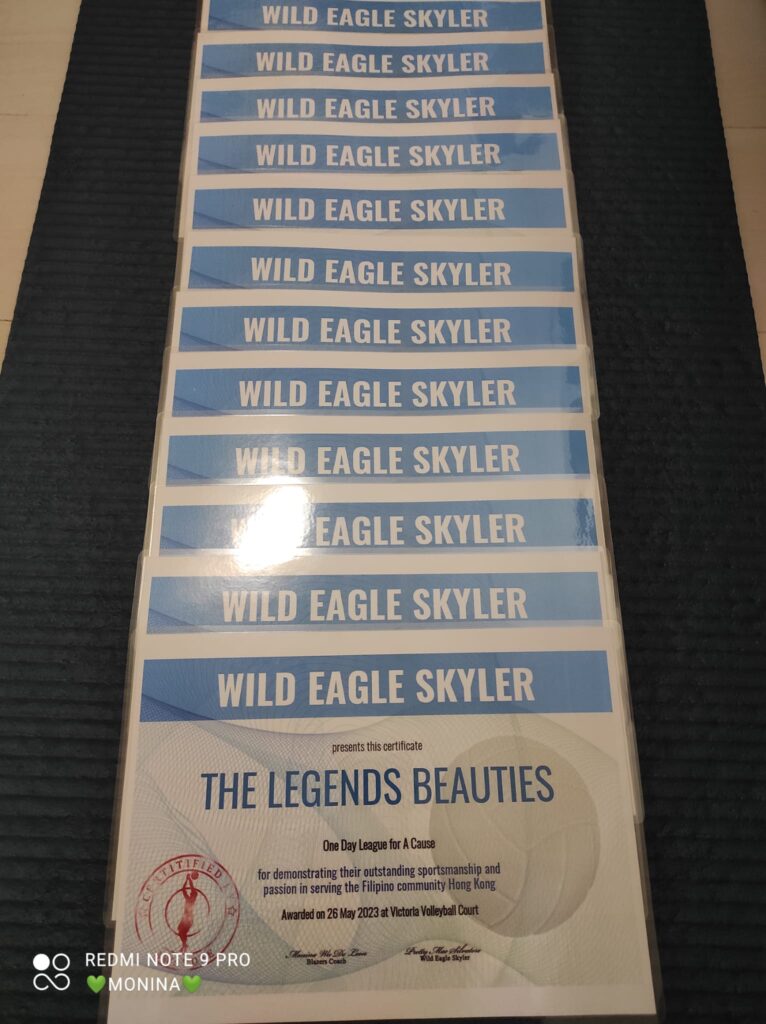 WILD EAGLE SKYLER
WILD EAGLE SKYLER
WILD EAGLE SKYLER
WILD EAGLE SKYLER
WILD EAGLE SKYLER
WILD EAGLE SKYLER
WILD EAGLE SKYLER
WILD EAGLE SKYLER
WILD EAGLE SKYLER
WILD EAGLE SKYLER
WILD EAGLE SKYLER
WILD EAGLE SKYLER
presents this certificate
THE LEGENDS BEAUTIES
One Day League for A Cause
for demonstrating their outstanding sportsmanship and
passion in serving the Filipino community Hong Kong
Awarded on 26 May 2023 at Victoria Volleyball Court
Blazers Coach
Wild Eagle Skyler
REDMI NOTE 9 PRO
💚MONINA💚